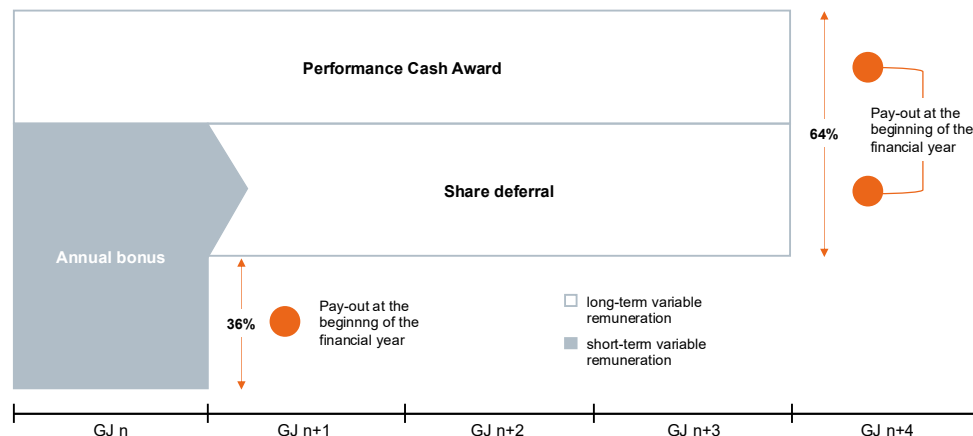 Performance Cash Award
Pay-out at the
beginning of the
financial year
64%
Share deferral
Annual bonus
36%
Pay-out at the
beginnng of the
financial year
long-term variable
remuneration
short-term variable
remuneration
GJ n
GJ n+1
GJ n+2
GJ n+3
GJ n+4